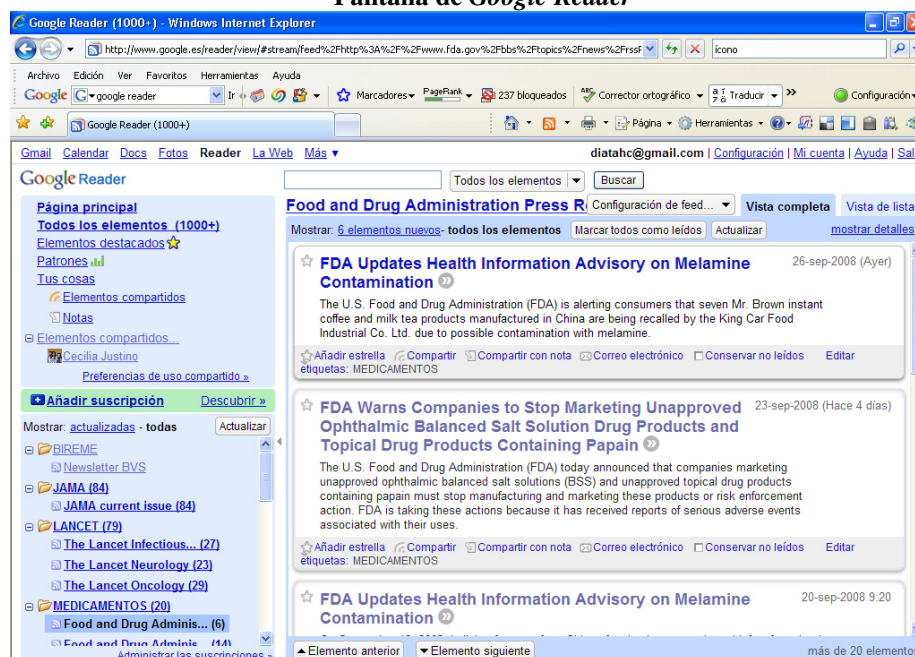 Pantalla de Google Reader
Google Reader (1000+) - Windows Internet Explorer
http://www.google.es/reader/view/#stream/feed%2Fhttp%3A%2F%2Fwww.fda.gov%2Fbbs%2Ftopics%2Fnews%2Frssf
ícono
Archivo Edición Ver Favoritos Herramientas Ayuda
Google google reader Ir Marcadores PageRank 237 bloqueados Corrector ortográfico Traducir » Configuración
Google Reader (1000+) Página Herramientas
Gmail Calendar Docs Fotos Reader La Web Más diatahc@gmail.com | Configuración | Mi cuenta | Ayuda | Sal
Google Reader
Todos los elementos Buscar
Página principal
Todos los elementos (1000+)
Elementos destacados
Patrones
Tus cosas
Elementos compartidos
Notas
Elementos compartidos...
Cecilia Justino
Preferencias de uso compartido »
Añadir suscripción Descubrir »
Mostrar: actualizadas - todas Actualizar
BIREME
Newsletter BVS
JAMA (84)
JAMA current issue (84)
LANCET (79)
The Lancet Infectious... (27)
The Lancet Neurology (23)
The Lancet Oncology (29)
MEDICAMENTOS (20)
Food and Drug Adminis... (6)
Food and Drug Adminis... (14)
Administrar las suscripciones »
Food and Drug Administration Press R Configuración de feed... Vista completa Vista de lista
Mostrar: 6 elementos nuevos - todos los elementos Marcar todos como leídos Actualizar mostrar detalles
FDA Updates Health Information Advisory on Melamine 26-sep-2008 (Ayer)
Contamination
The U.S. Food and Drug Administration (FDA) is alerting consumers that seven Mr. Brown instant
coffee and milk tea products manufactured in China are being recalled by the King Car Food
Industrial Co. Ltd. due to possible contamination with melamine.
Añadir estrella Compartir Compartir con nota Correo electrónico Conservar no leídos Editar
etiquetas: MEDICAMENTOS
FDA Warns Companies to Stop Marketing Unapproved 23-sep-2008 (Hace 4 días)
Ophthalmic Balanced Salt Solution Drug Products and
Topical Drug Products Containing Papain
The U.S. Food and Drug Administration (FDA) today announced that companies marketing
unapproved ophthalmic balanced salt solutions (BSS) and unapproved topical drug products
containing papain must stop manufacturing and marketing these products or risk enforcement
action. FDA is taking these actions because it has received reports of serious adverse events
associated with their uses.
Añadir estrella Compartir Compartir con nota Correo electrónico Conservar no leídos Editar
etiquetas: MEDICAMENTOS
FDA Updates Health Information Advisory on Melamine 20-sep-2008 9:20
Contamination
Elemento anterior Elemento siguiente más de 20 elementos